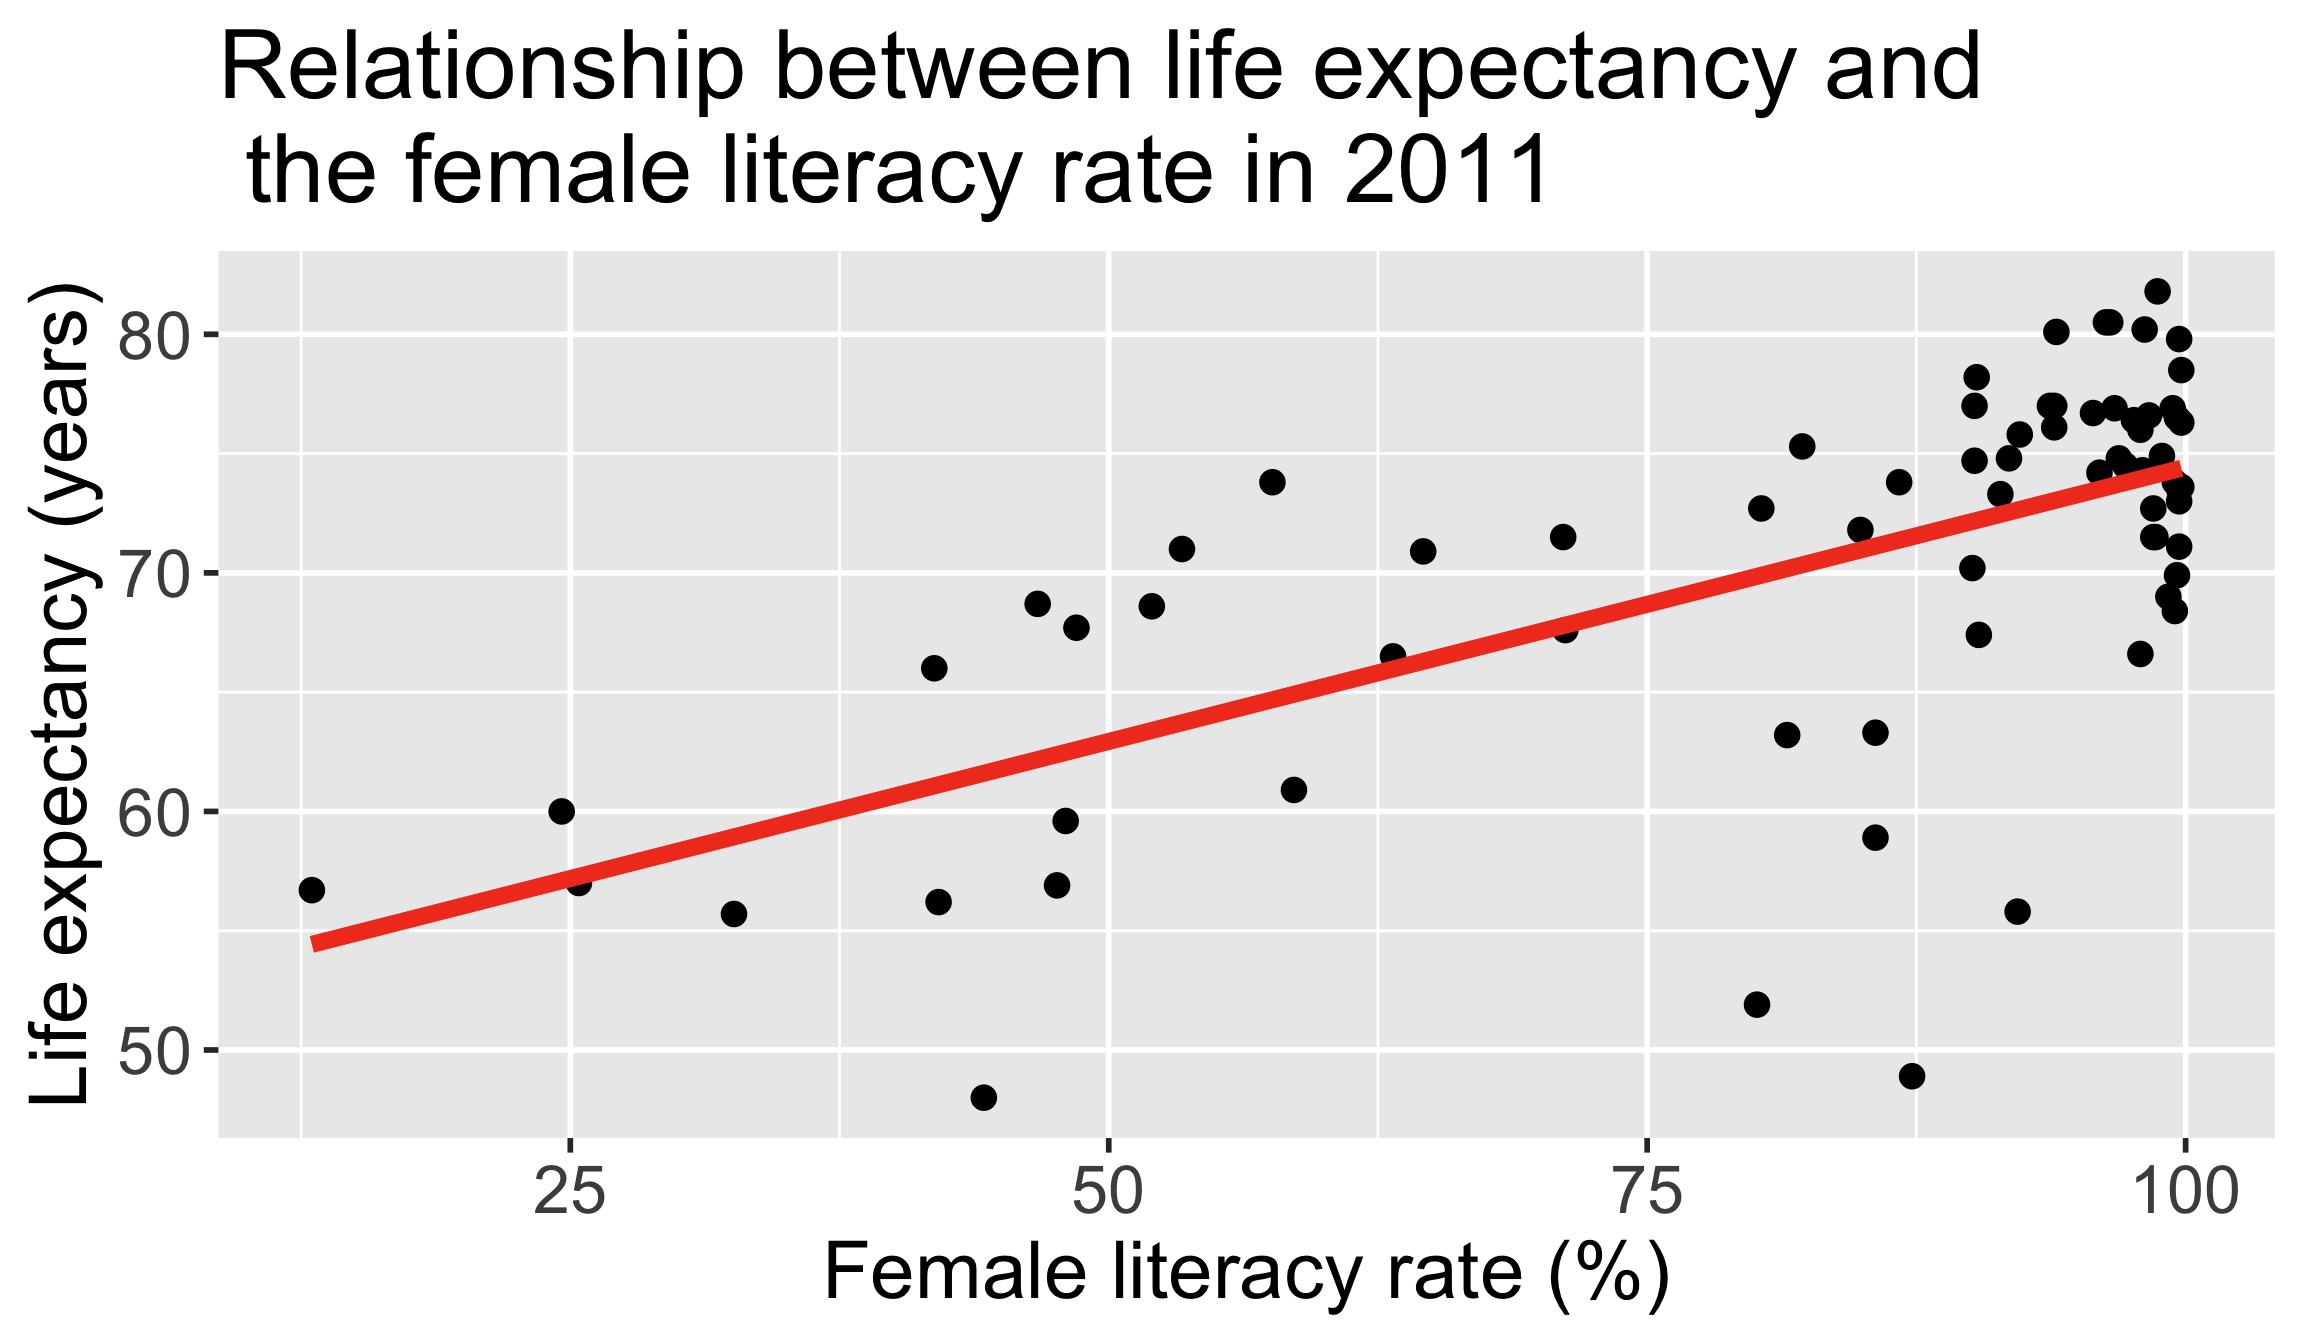 Relationship between life expectancy and
the female literacy rate in 2011
Life expectancy (years)
80
70
60
50
25 50 75 100
Female literacy rate (%)